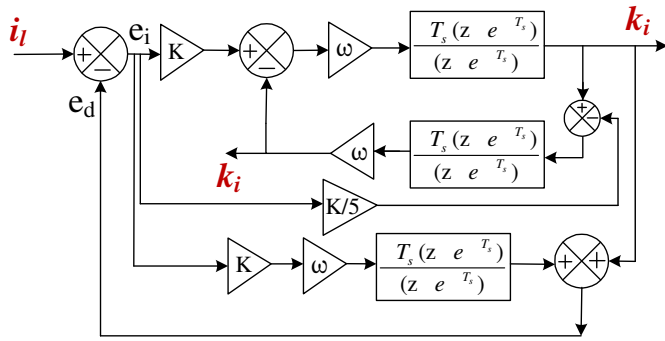 i_l
+
−
e_i
K
+
−
ω
T_s (z e^{T_s})
(z e^{T_s})
k_i
e_d
+
−
k_i
ω
T_s (z e^{T_s})
(z e^{T_s})
K/5
K
ω
T_s (z e^{T_s})
(z e^{T_s})
+
+